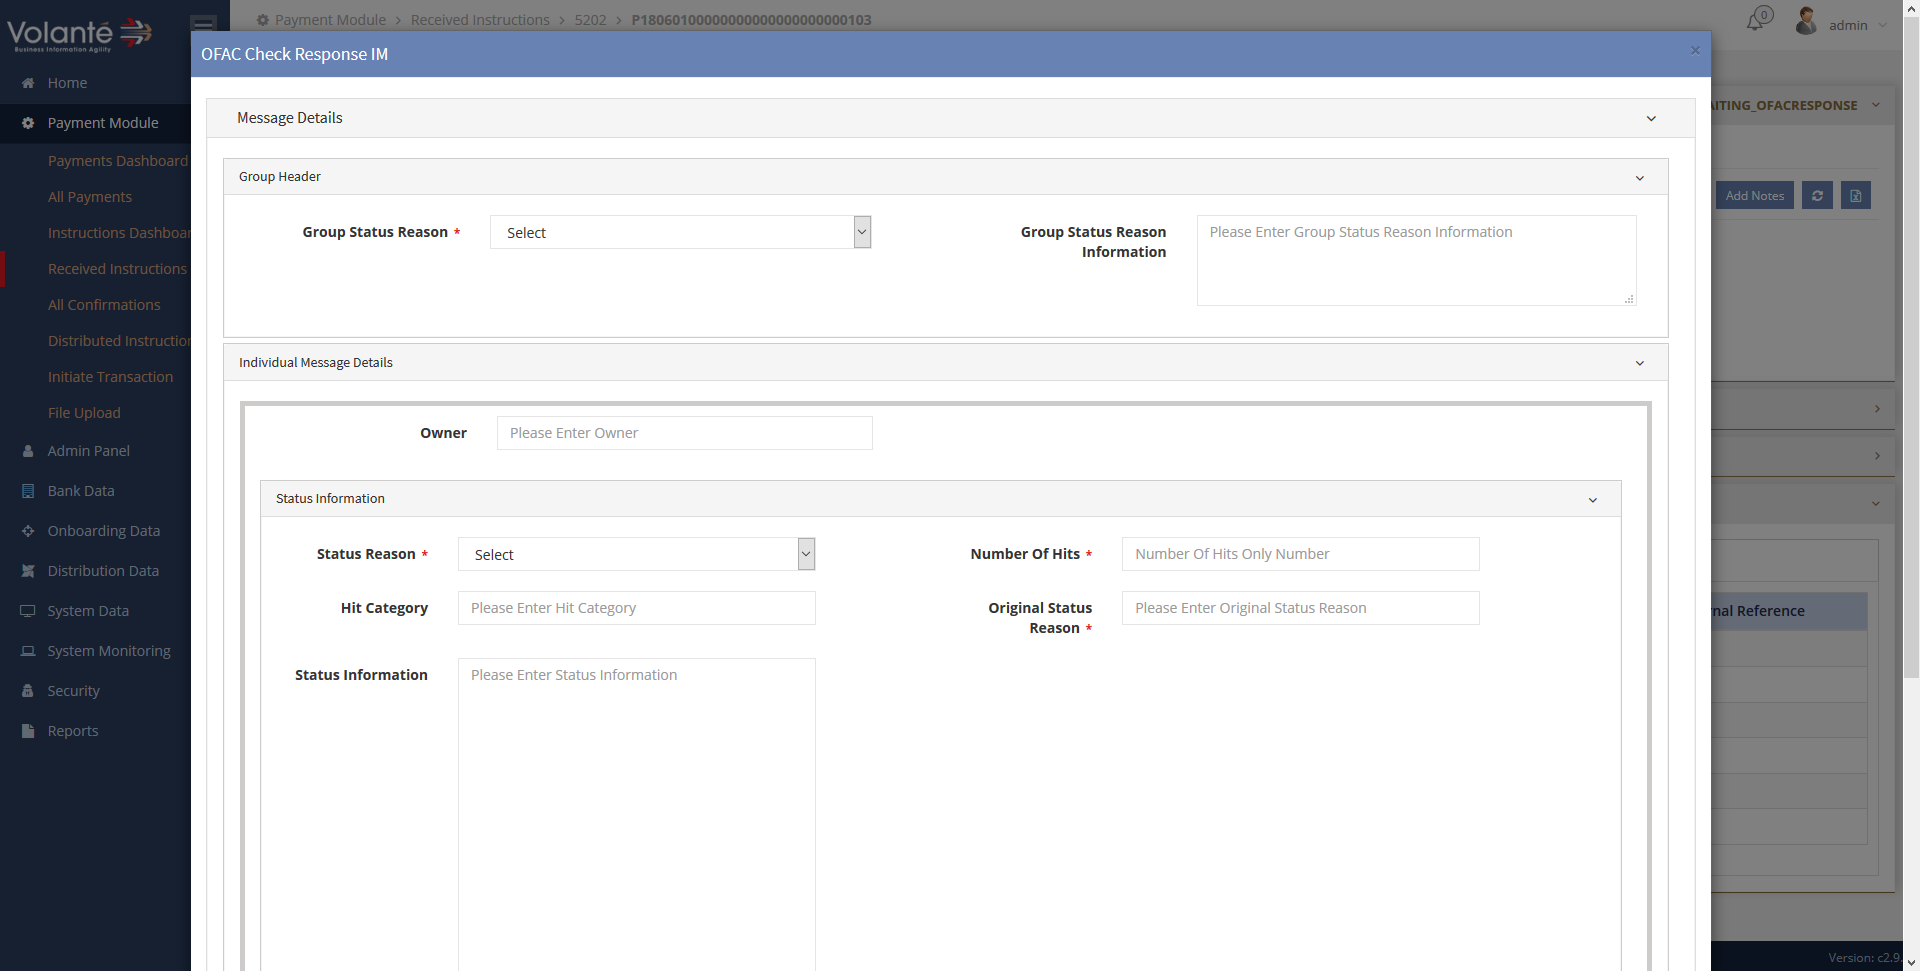 Volanté
Business Information Agility
Payment Module > Received Instructions > 5202 > P18060100000000000000000000103
0
admin
OFAC Check Response IM
×
Home
Payment Module
Payments Dashboard
All Payments
Instructions Dashboar
Received Instructions
All Confirmations
Distributed Instruction
Initiate Transaction
File Upload
Admin Panel
Bank Data
Onboarding Data
Distribution Data
System Data
System Monitoring
Security
Reports
Message Details
Group Header
Group Status Reason *
Select
Group Status Reason
Information
Please Enter Group Status Reason Information
Individual Message Details
Owner
Please Enter Owner
Status Information
Status Reason *
Select
Number Of Hits *
Number Of Hits Only Number
Hit Category
Please Enter Hit Category
Original Status
Reason *
Please Enter Original Status Reason
Status Information
Please Enter Status Information
AITING_OFACRESPONSE
Add Notes
nal Reference
Version: c2.9.